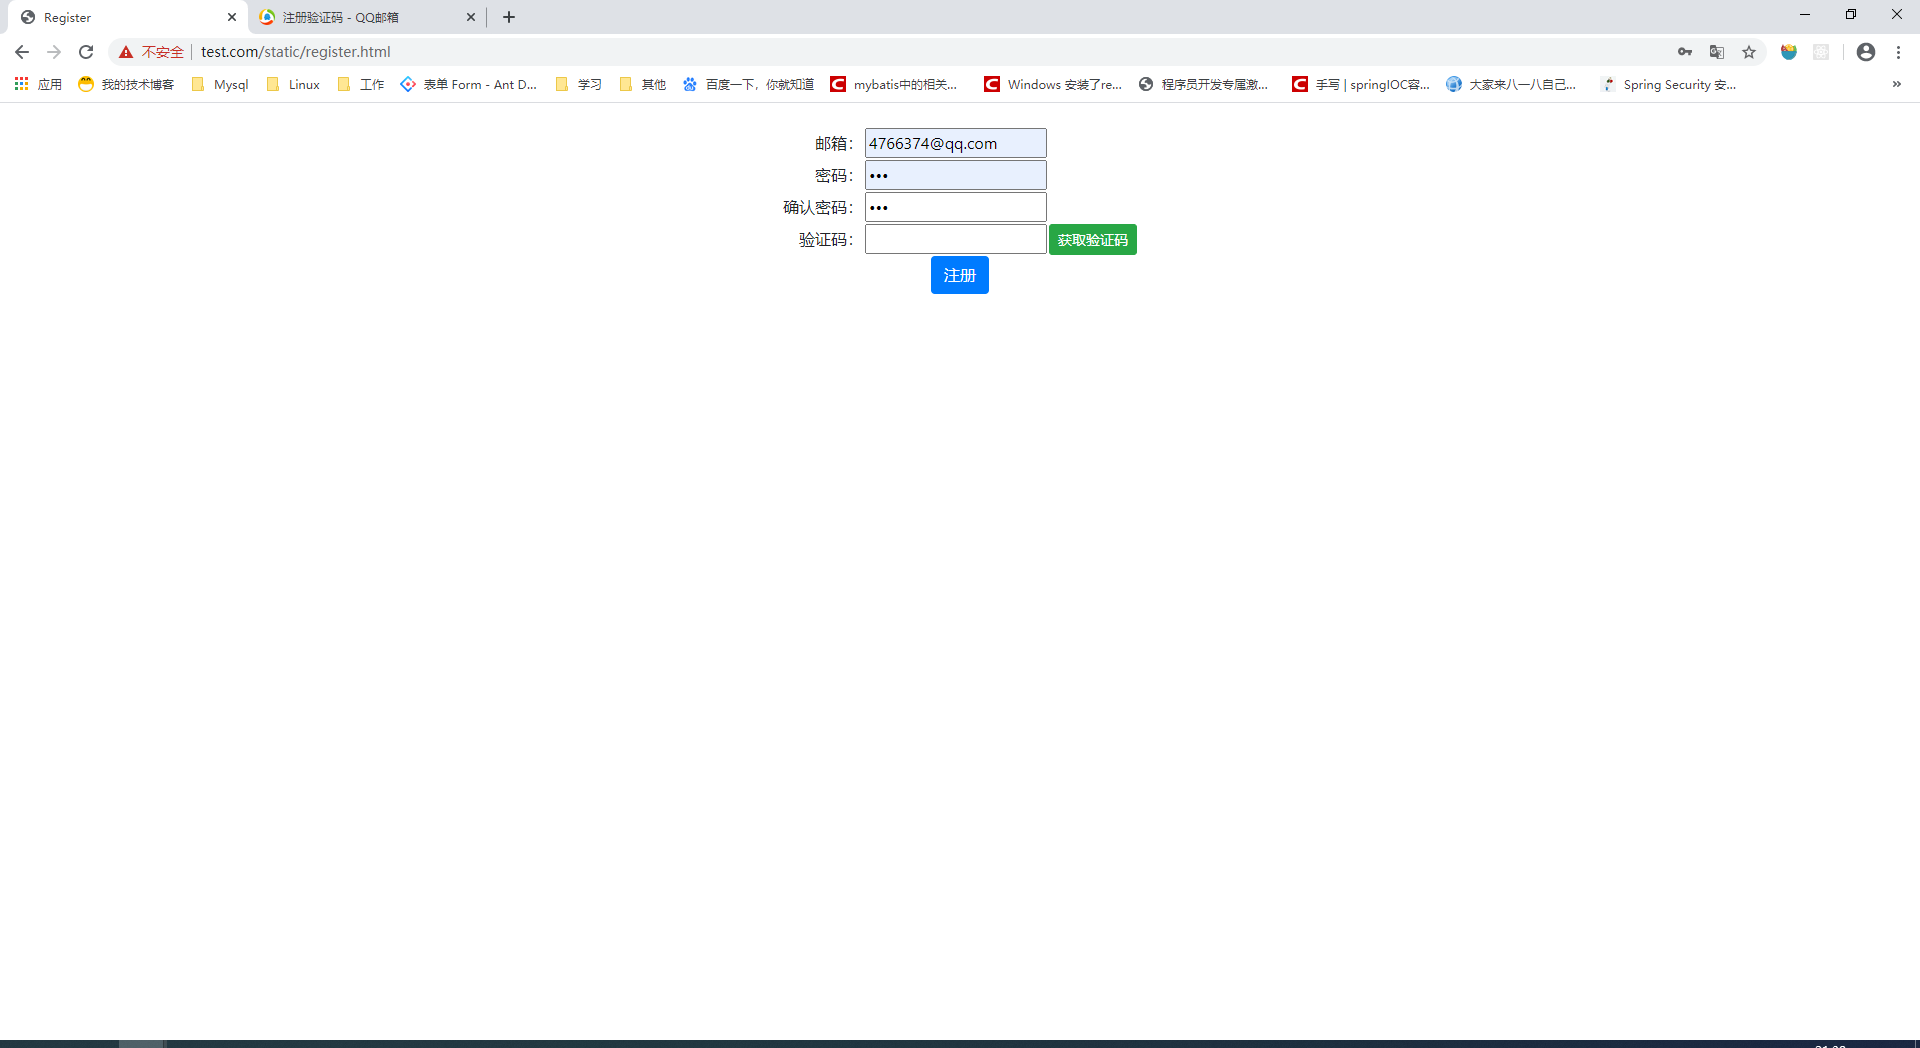 Register
注册验证码 - QQ邮箱
不安全 test.com/static/register.html
应用 我的技术博客 Mysql Linux 工作 表单 Form - Ant D... 学习 其他 百度一下，你就知道 mybatis中的相关... Windows 安装了re... 程序员开发专属激... 手写 | springIOC容... 大家来八一八自己... Spring Security 安... »
邮箱： 4766374@qq.com
密码： •••
确认密码： •••
验证码： 获取验证码
注册